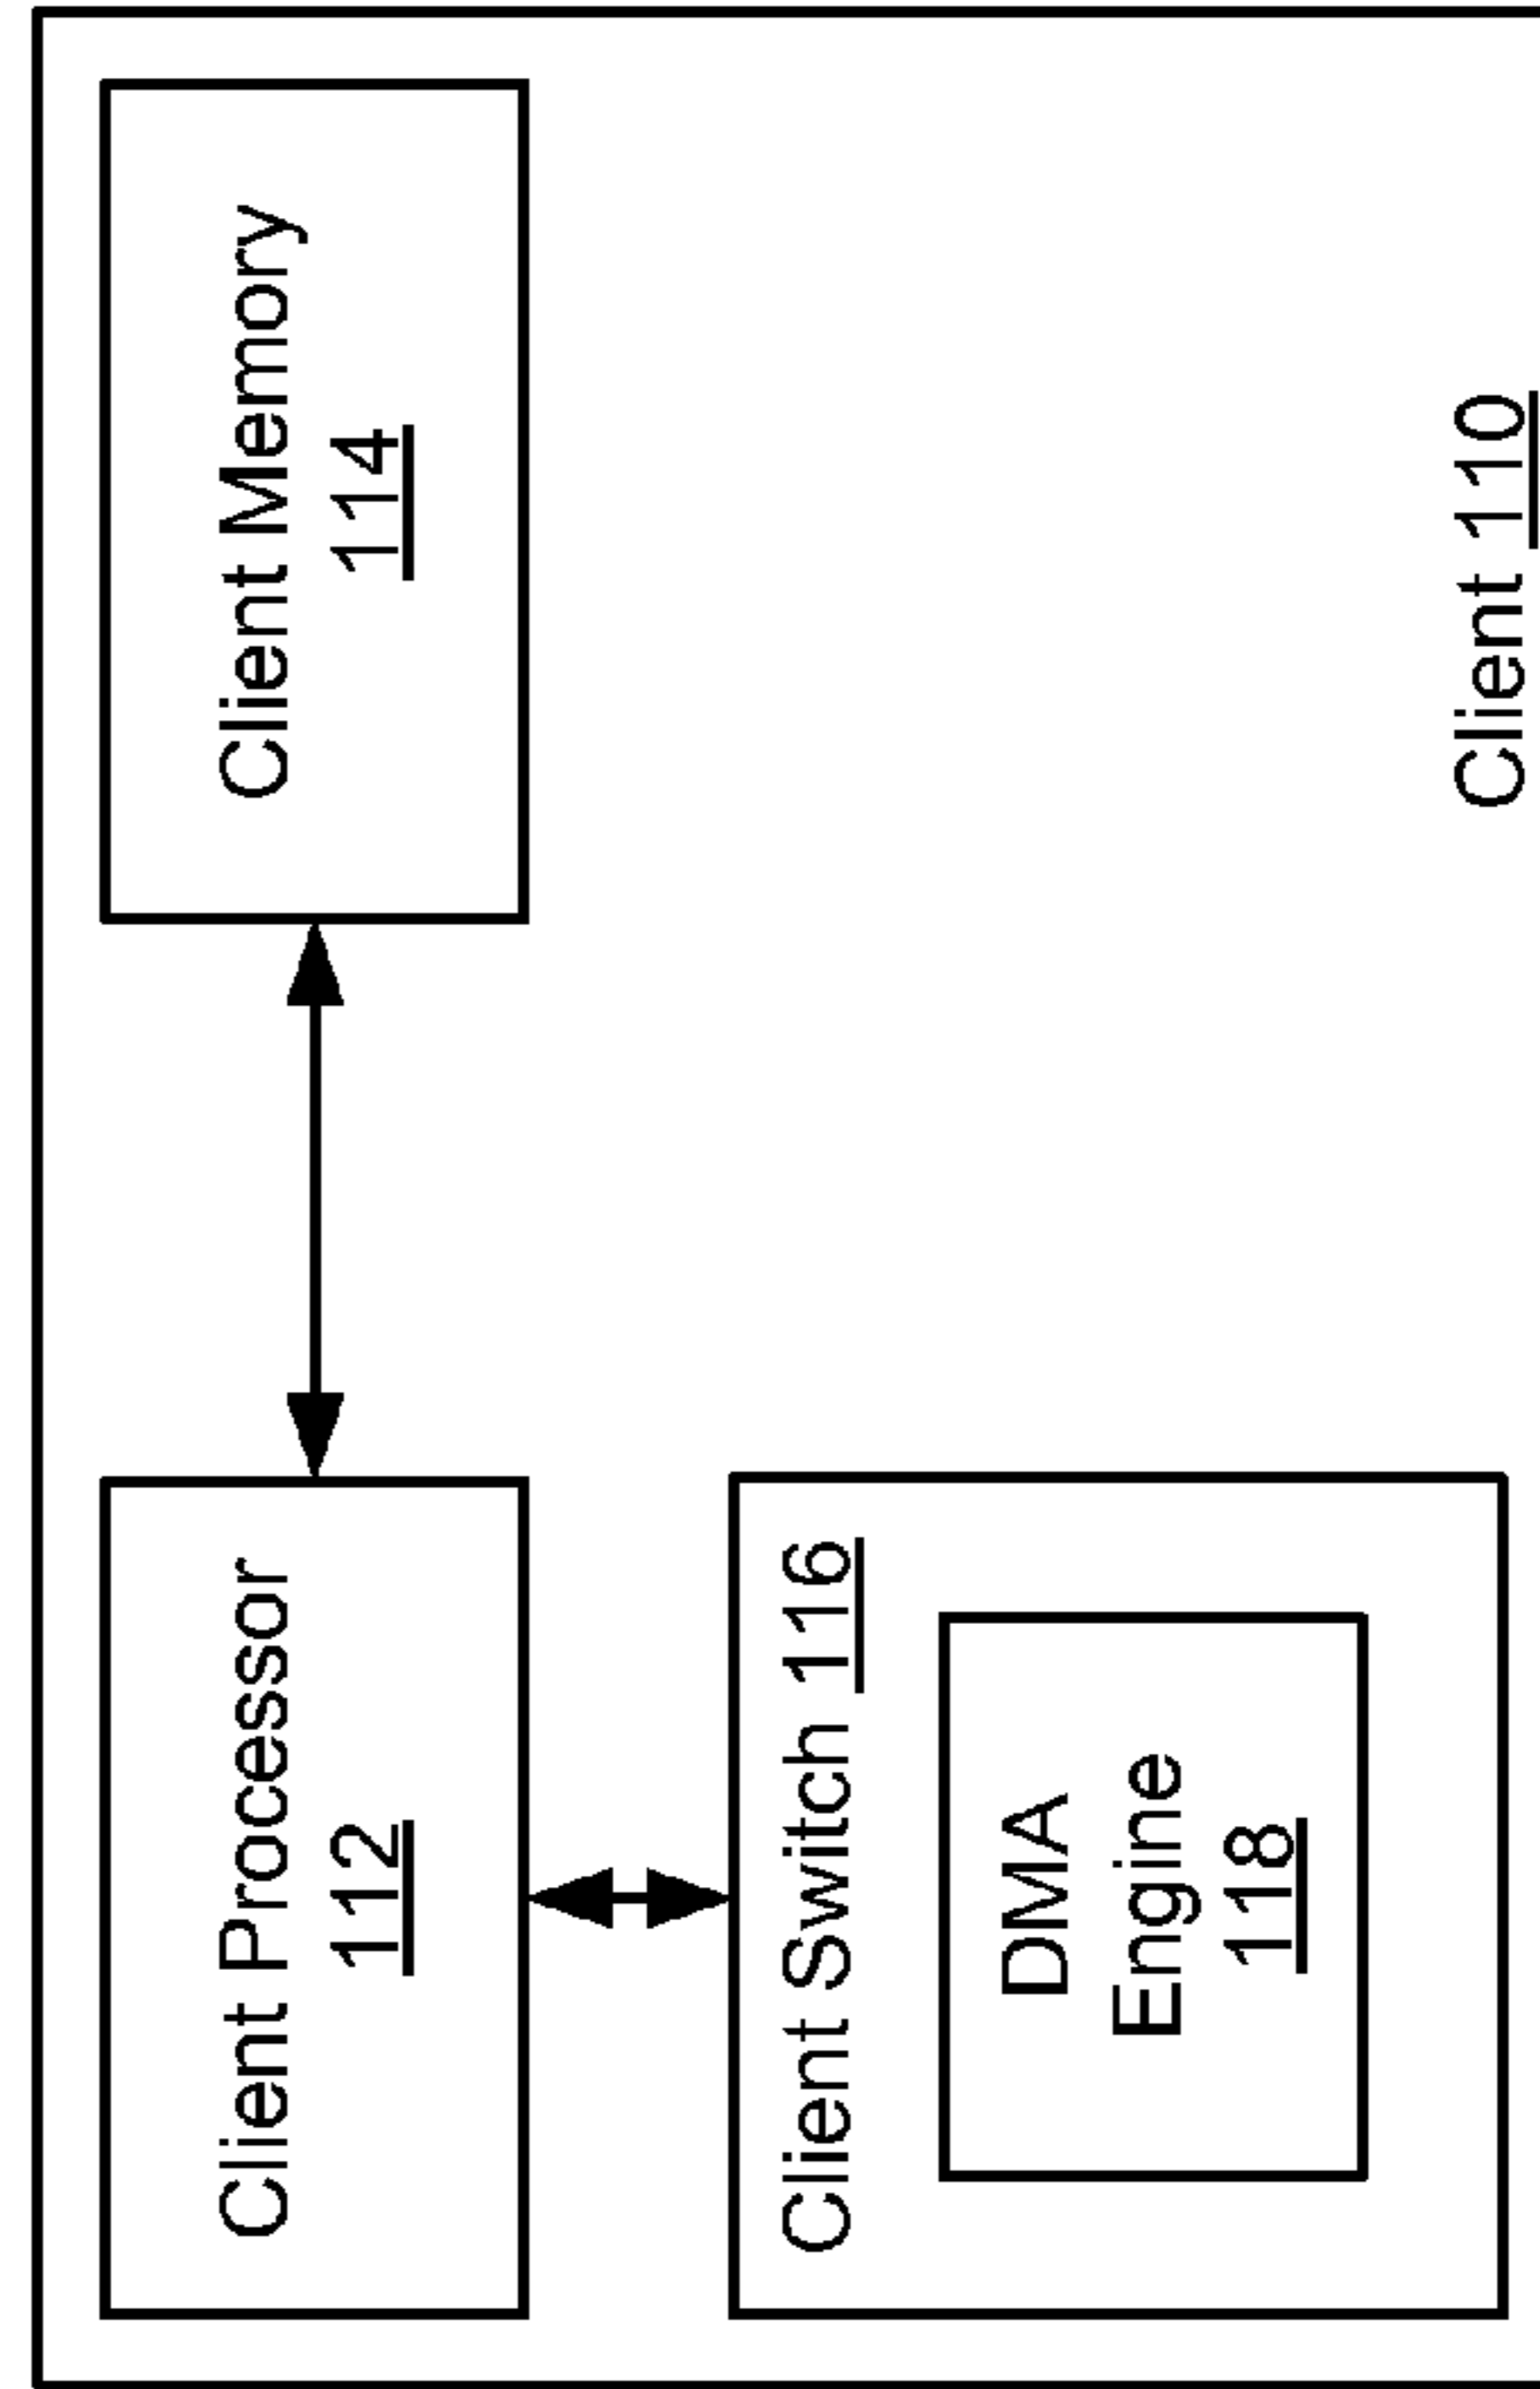 Client Processor
112
Client Memory
114
Client Switch 116
DMA
Engine
118
Client 110